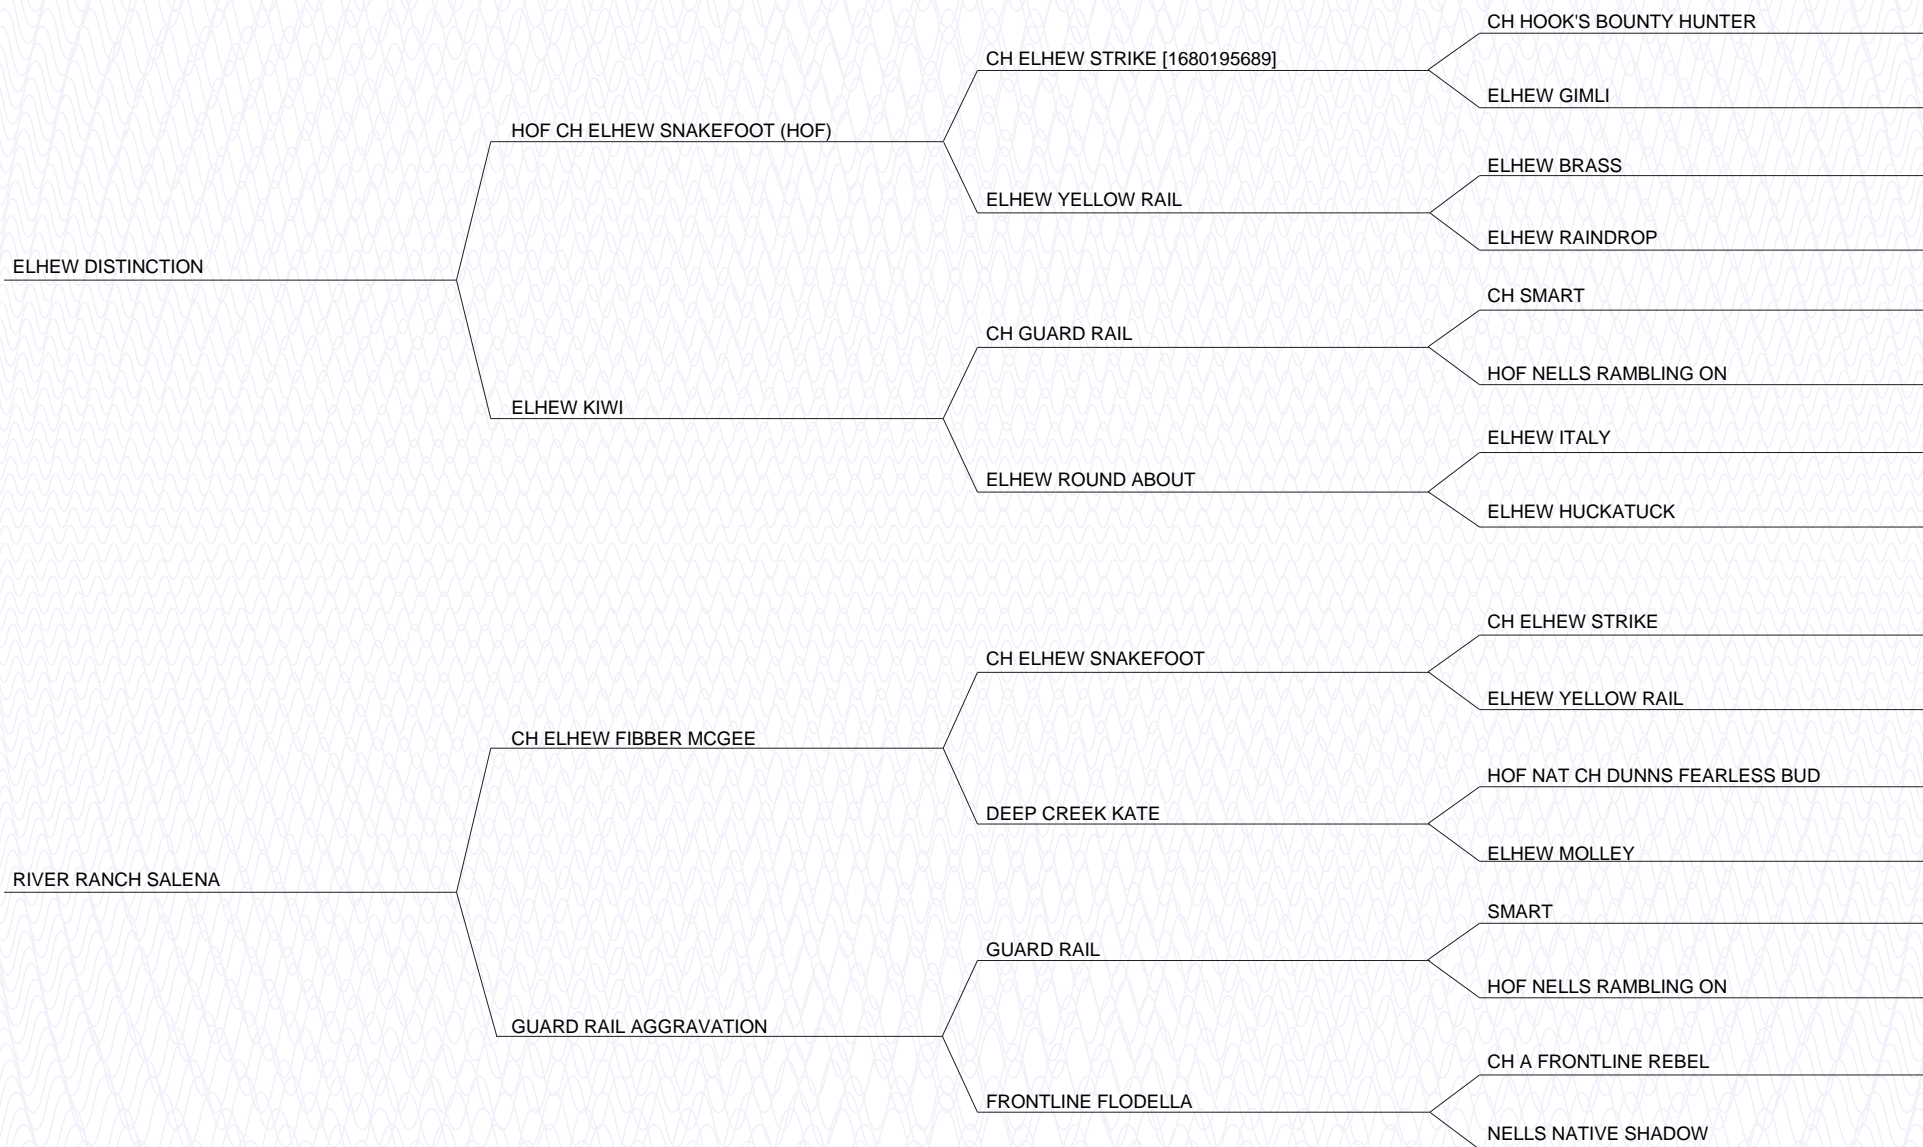 CH HOOK'S BOUNTY HUNTER
CH ELHEW STRIKE [1680195689]
ELHEW GIMLI
HOF CH ELHEW SNAKEFOOT (HOF)
ELHEW BRASS
ELHEW YELLOW RAIL
ELHEW RAINDROP
ELHEW DISTINCTION
CH SMART
CH GUARD RAIL
HOF NELLS RAMBLING ON
ELHEW KIWI
ELHEW ITALY
ELHEW ROUND ABOUT
ELHEW HUCKATUCK
CH ELHEW STRIKE
CH ELHEW SNAKEFOOT
ELHEW YELLOW RAIL
CH ELHEW FIBBER MCGEE
HOF NAT CH DUNNS FEARLESS BUD
DEEP CREEK KATE
ELHEW MOLLEY
RIVER RANCH SALENA
SMART
GUARD RAIL
HOF NELLS RAMBLING ON
GUARD RAIL AGGRAVATION
CH A FRONTLINE REBEL
FRONTLINE FLODELLA
NELLS NATIVE SHADOW